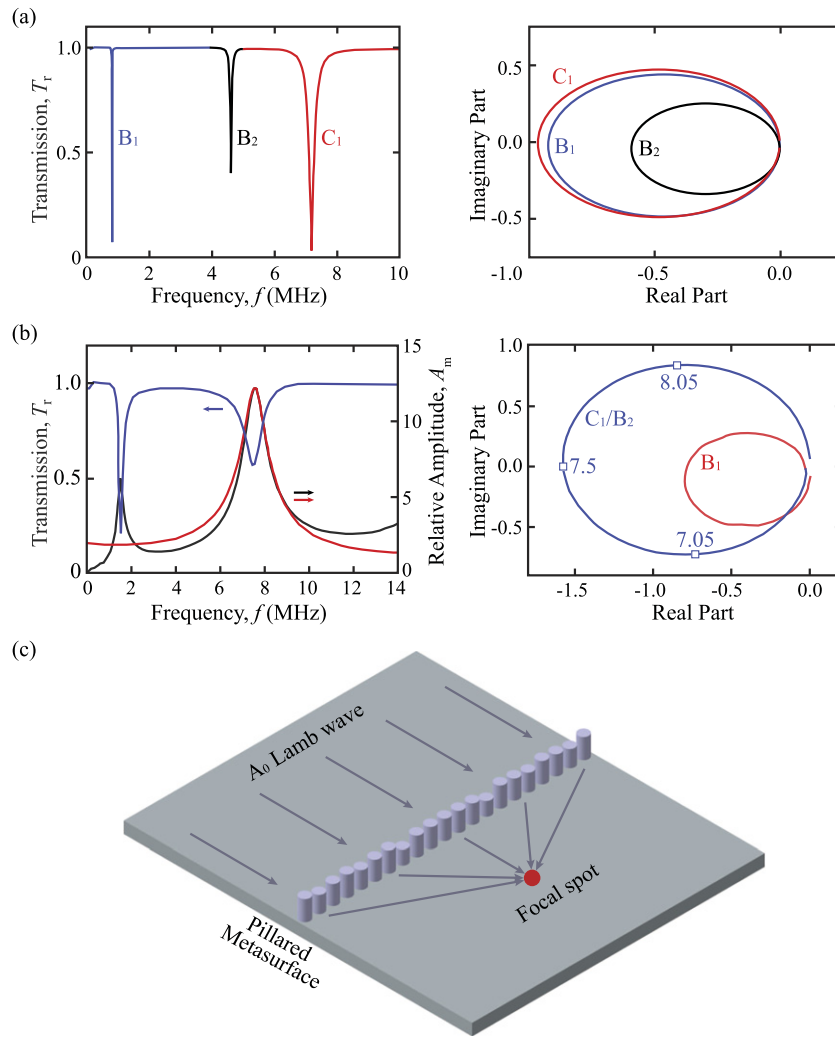 (a)
1.0
0.5
0
Transmission, Tr
B1
B2
C1
0 2 4 6 8 10
Frequency, f (MHz)
0.5
0.0
-0.5
-1.0 -0.5 0.0
Imaginary Part
C1
B1
B2
Real Part
(b)
1.0
0.5
0
Transmission, Tr
15
10
5
0
Relative Amplitude, Am
0 2 4 6 8 10 12 14
Frequency, f (MHz)
1.0
0.5
0.0
-0.5
Imaginary Part
8.05
C1/B2
7.5
B1
7.05
-1.5 -1.0 -0.5 0.0
Real Part
(c)
A0 Lamb wave
Focal spot
Pillared
Metasurface